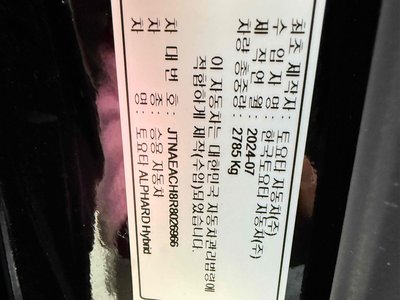 최초 제작자 : 토요타 자동차(주)
수 입 자 명 : 한국토요타 자동차(주)
제 작 연 월 : 2024-07
차량 총중량 : 2785 Kg
이 자동차는 대한민국 자동차관리법령에
적합하게 제작(수입)되었습니다.
차 대 번 호 : JTNAEACH8R8026966
차 종 : 승용 자동차
차 명 : 토요타 ALPHARD Hybrid